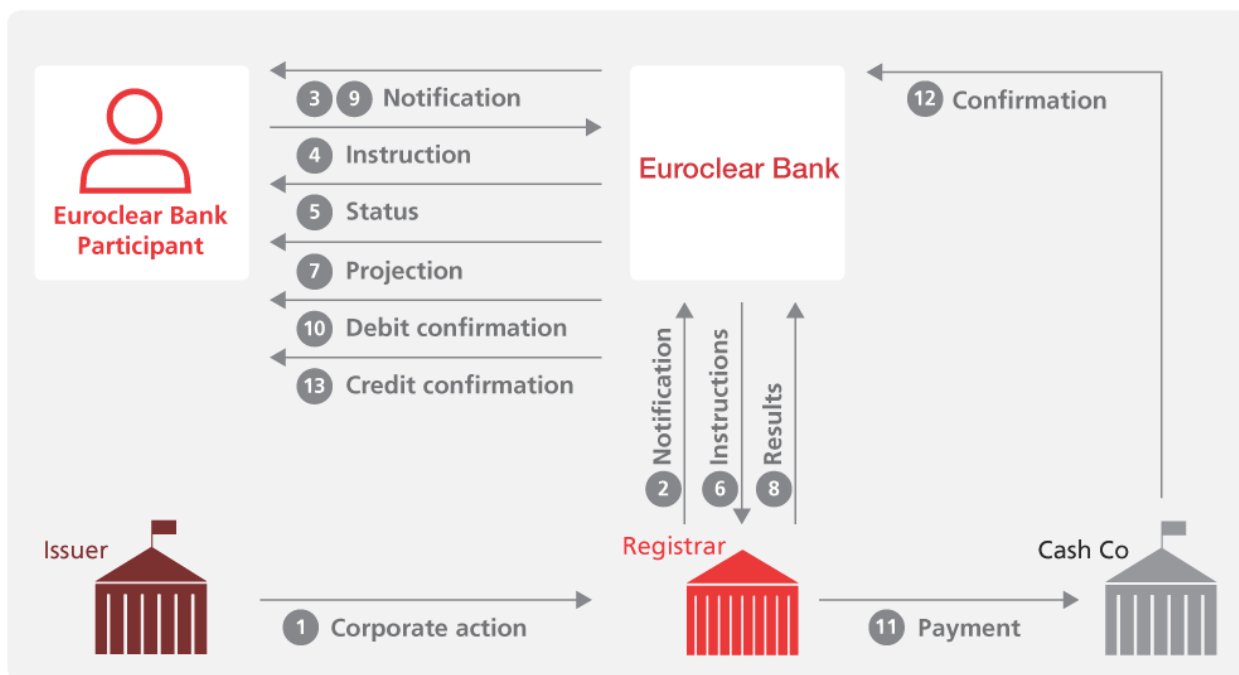 3 9 Notification
12 Confirmation
4 Instruction
Euroclear Bank
Euroclear Bank
Participant
5 Status
7 Projection
10 Debit confirmation
13 Credit confirmation
2 Notification
6 Instructions
8 Results
Issuer
Registrar
Cash Co
1 Corporate action
11 Payment